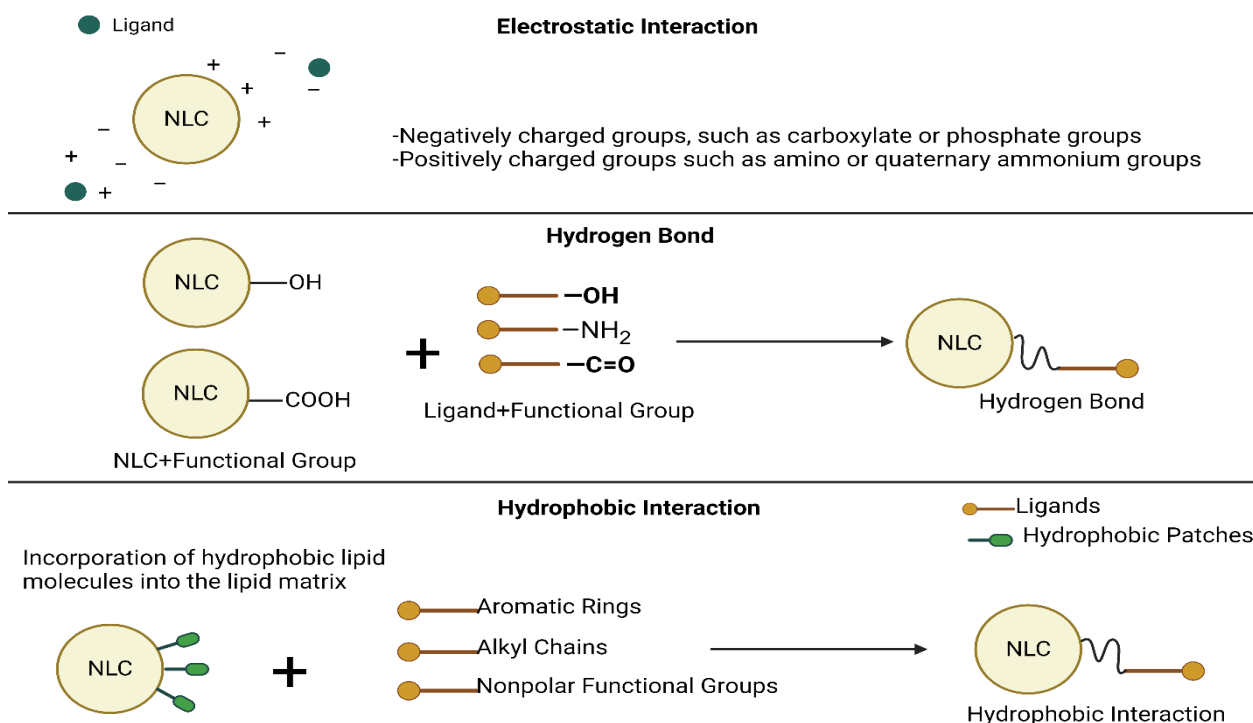 Ligand
Electrostatic Interaction
+
−
−
+
+
NLC
−
+
−
+
−
−
+
-Negatively charged groups, such as carboxylate or phosphate groups
-Positively charged groups such as amino or quaternary ammonium groups
Hydrogen Bond
NLC
OH
NLC
COOH
NLC+Functional Group
+
–OH
–NH2
–C=O
Ligand+Functional Group
NLC
Hydrogen Bond
Hydrophobic Interaction
Ligands
Hydrophobic Patches
Incorporation of hydrophobic lipid
molecules into the lipid matrix
NLC
+
Aromatic Rings
Alkyl Chains
Nonpolar Functional Groups
NLC
Hydrophobic Interaction